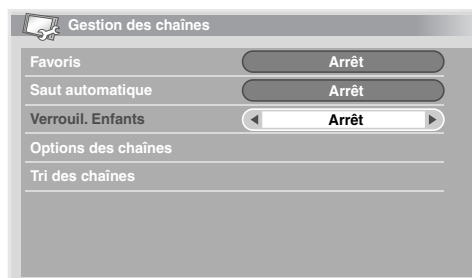 Gestion des chaînes
Favoris Arrêt
Saut automatique Arrêt
Verrouil. Enfants Arrêt
Options des chaînes
Tri des chaînes